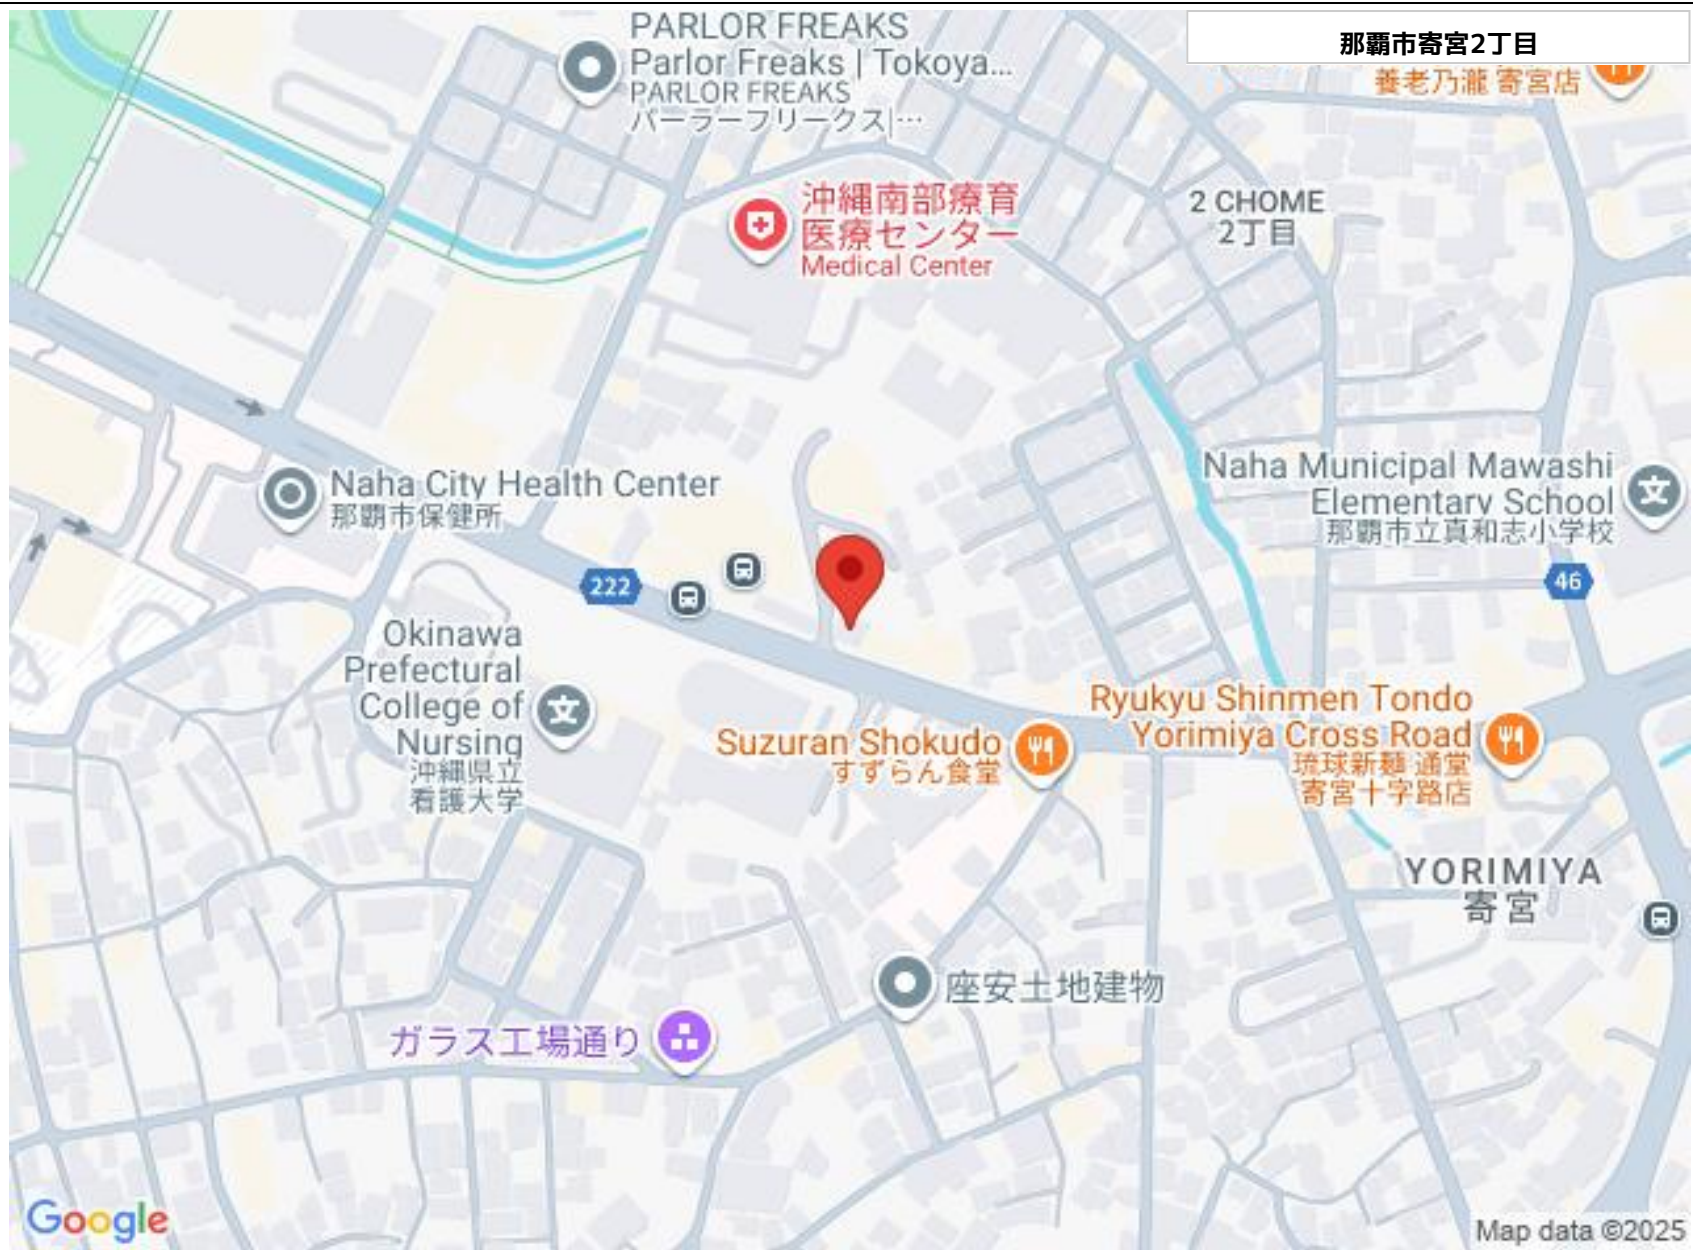 PARLOR FREAKS
Parlor Freaks | Tokoya...
PARLOR FREAKS
パーラーフリークス|…
那覇市寄宮2丁目
養老乃瀧 寄宮店
沖縄南部療育
医療センター
Medical Center
2 CHOME
2丁目
Naha City Health Center
那覇市保健所
Naha Municipal Mawashi
Elementary School
那覇市立真和志小学校
222
46
Okinawa
Prefectural
College of
Nursing
沖縄県立
看護大学
Suzuran Shokudo
すずらん食堂
Ryukyu Shinmen Tondo
Yorimiya Cross Road
琉球新麺 通堂
寄宮十字路店
YORIMIYA
寄宮
座安土地建物
ガラス工場通り
Google
Map data ©2025